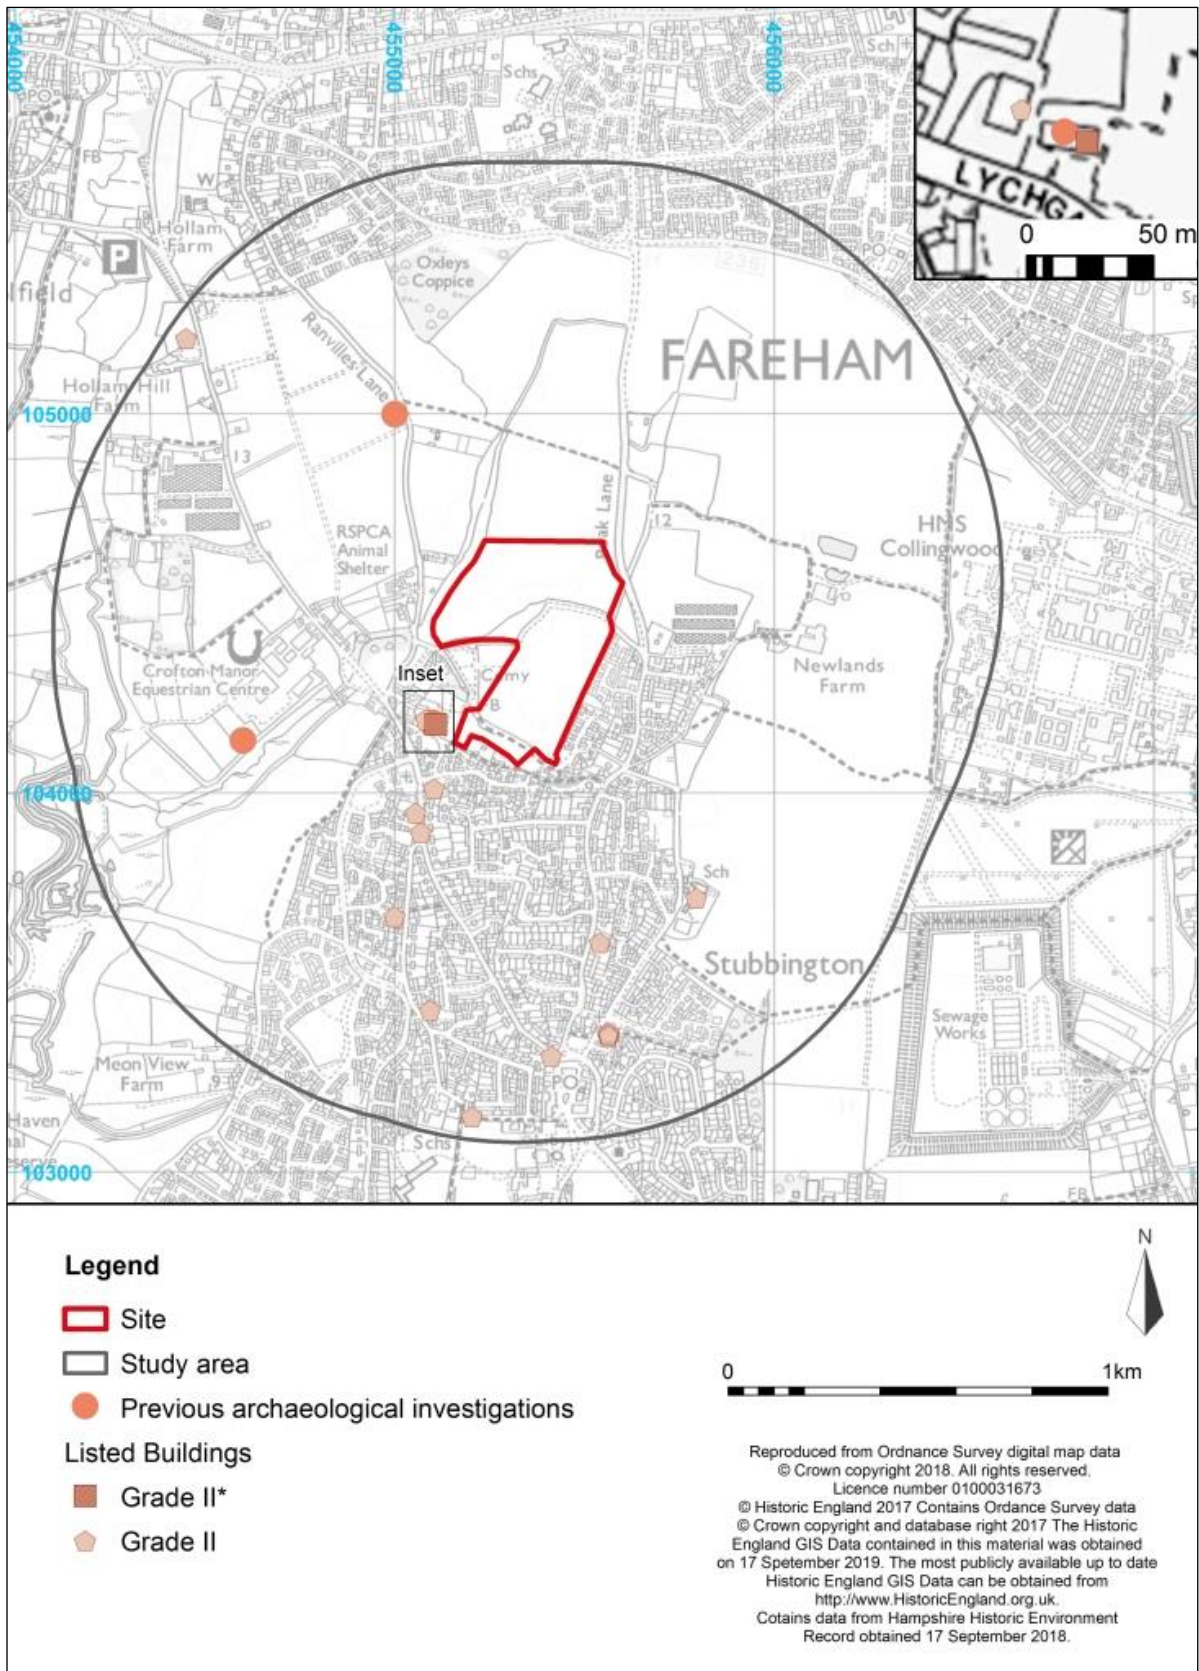 454000
455000
456000
Schs
Sch
PO
FB
W
Hollam
Farm
P
lfield
Oxleys
Coppice
236
PO
LYCHGA
0 50 m
Ranvilles Lane
FAREHAM
Hollam Hill
Farm
105000
13
Peak Lane
12
HMS
Collingwood
RSPCA
Animal
Shelter
Inset
Crofton Manor
Equestrian Centre
Newlands
Farm
B
104000
Sch
Stubbington
Sewage
Works
Meon View
Farm
9
PO
Haven
Schs
103000
FB
Legend
Site
Study area
Previous archaeological investigations
Listed Buildings
Grade II*
Grade II
N
0 1km
Reproduced from Ordnance Survey digital map data
© Crown copyright 2018. All rights reserved.
Licence number 0100031673
© Historic England 2017 Contains Ordance Survey data
© Crown copyright and database right 2017 The Historic
England GIS Data contained in this material was obtained
on 17 Spetember 2019. The most publicly available up to date
Historic England GIS Data can be obtained from
http://www.HistoricEngland.org.uk.
Cotains data from Hampshire Historic Environment
Record obtained 17 September 2018.